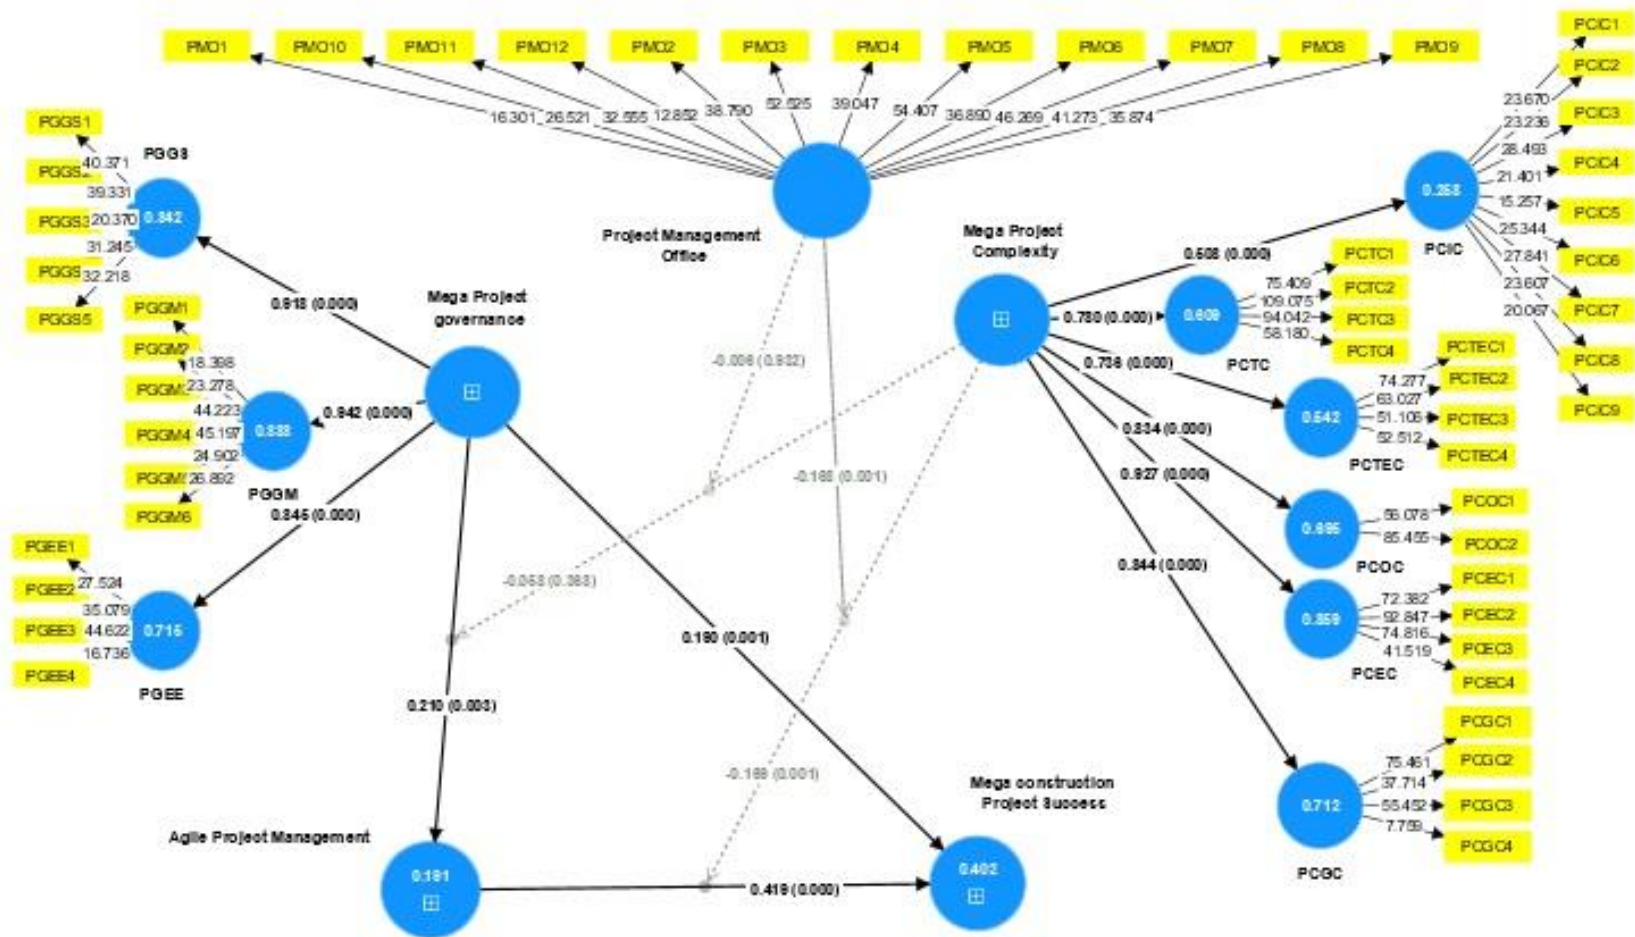 PMO1 PMO10 PMO11 PMO12 PMO2 PMO3 PMO4 PMO5 PMO6 PMO7 PMO8 PMO9
16.301 26.521 32.555 12.852 38.790 52.525 39.047 54.407 36.890 46.269 41.273 35.874
PGGS1
PGGS
40.371
39.331
PGGS3 20.370 0.842
31.245
PGGS
32.218
PGGS5
Project Management
Office
Mega Project
Complexity
0.508 (0.000)
PCIC1
PCIC2
23.670
23.236
PCIC3
28.493
PCIC4
21.401
0.258
15.257
PCIC5
25.344
PCIC
PCIC6
27.841
PCIC7
23.607
20.067
PCIC8
PCIC9
0.918 (0.000)
Mega Project
governance
PGGM1
PGGM2
18.398
23.278
44.223
PGGM4 45.197 0.888
24.902
26.892
PGGM
PGGM6
0.942 (0.000)
0.845 (0.000)
PGEE1
27.524
PGEE2
35.079
PGEE3 44.622 0.715
16.736
PGEE4
PGEE
0.780 (0.000)
0.609
PCTC
PCTC1
75.409
PCTC2
109.075
PCTC3
94.042
58.180
PCTC4
0.736 (0.000)
0.542
PCTEC
PCTEC1
74.277
PCTEC2
63.027
51.106
PCTEC3
52.512
PCTEC4
0.834 (0.000)
0.927 (0.000)
0.695
PCOC
PCOC1
56.078
85.455
PCOC2
0.859
PCEC
PCEC1
72.382
92.847
PCEC2
74.816
PCEC3
41.519
PCEC4
0.844 (0.000)
-0.165 (0.001)
0.190 (0.001)
0.210 (0.003)
-0.169 (0.001)
0.712
PCGC
PCGC1
75.461
PCGC2
37.714
55.452
PCGC3
PCGC4
Agile Project Management
0.191
0.419 (0.000)
Mega construction
Project Success
0.402